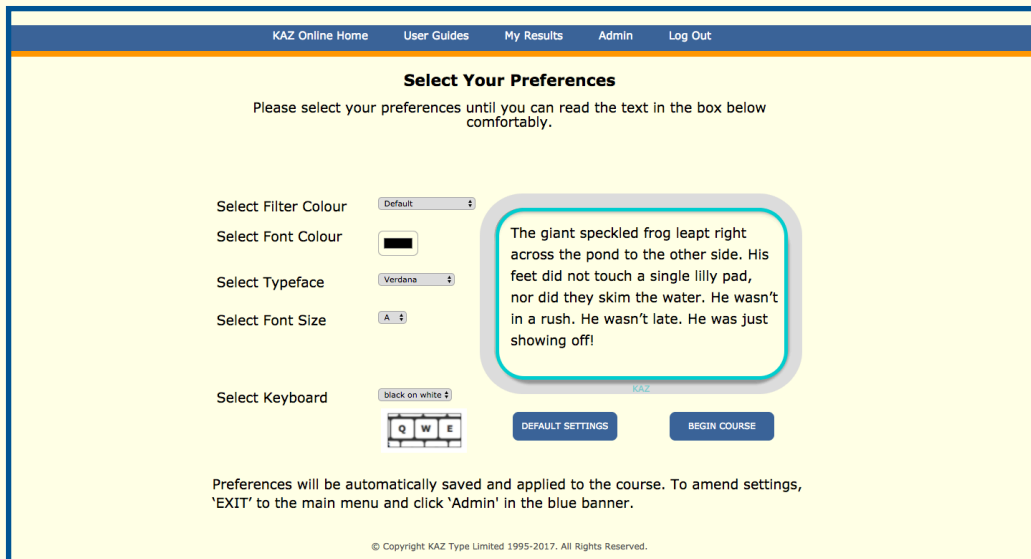 KAZ Online Home User Guides My Results Admin Log Out
Select Your Preferences
Please select your preferences until you can read the text in the box below
comfortably.
Select Filter Colour Default
Select Font Colour
Select Typeface Verdana
Select Font Size A
The giant speckled frog leapt right
across the pond to the other side. His
feet did not touch a single lilly pad,
nor did they skim the water. He wasn’t
in a rush. He wasn’t late. He was just
showing off!
KAZ
Select Keyboard black on white
Q W E
DEFAULT SETTINGS BEGIN COURSE
Preferences will be automatically saved and applied to the course. To amend settings,
‘EXIT’ to the main menu and click ‘Admin' in the blue banner.
© Copyright KAZ Type Limited 1995-2017. All Rights Reserved.